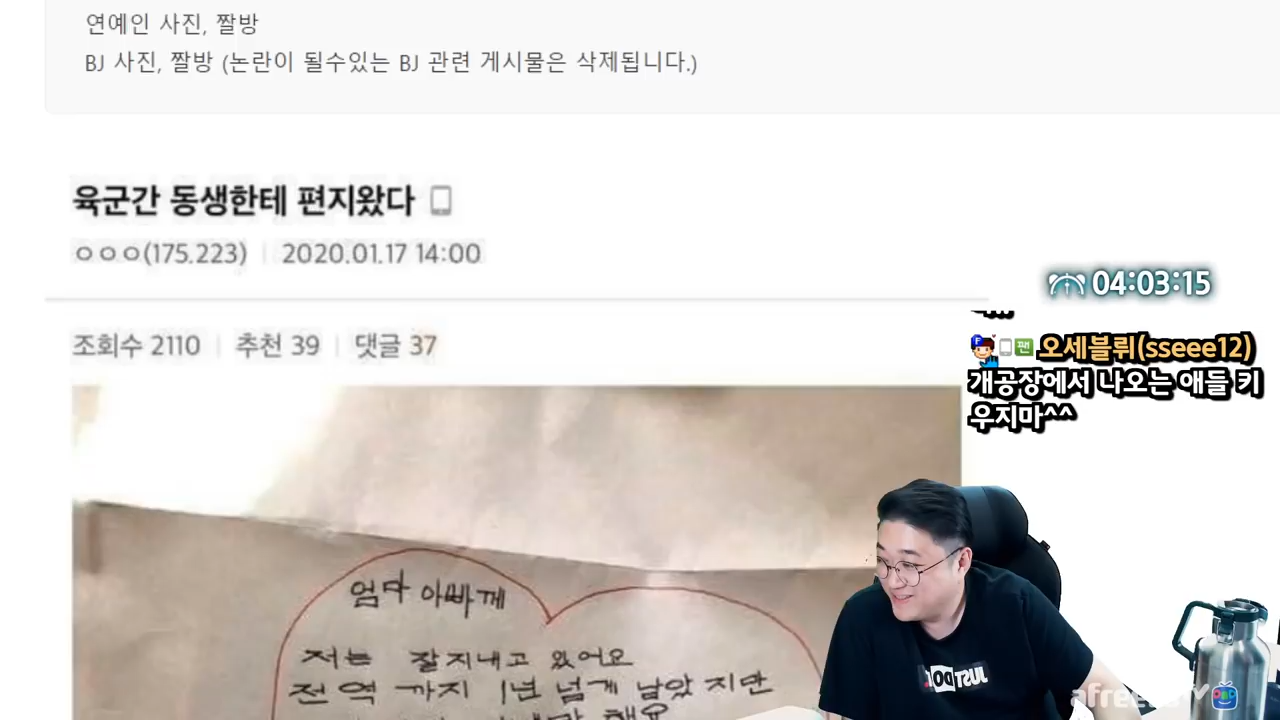 연예인 사진, 짤방
BJ 사진, 짤방 (논란이 될수있는 BJ 관련 게시물은 삭제됩니다.)
육군간 동생한테 편지왔다
ㅇㅇㅇ(175.223) | 2020.01.17 14:00
조회수 2110 | 추천 39 | 댓글 37
04:03:15
오세블뤼(sseee12)
개공장에서 나오는 애들 키
우지마^^
엄마 아빠께
저는 잘지내고 있어요
전역 까지 1년 넘게 남았지만
해요
JUST DO
afreecaTV